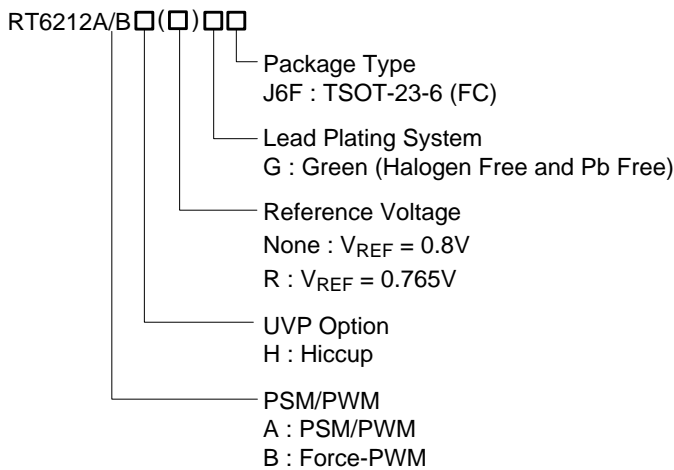 RT6212A/B□(□)□□
Package Type
J6F : TSOT-23-6 (FC)
Lead Plating System
G : Green (Halogen Free and Pb Free)
Reference Voltage
None : VREF = 0.8V
R : VREF = 0.765V
UVP Option
H : Hiccup
PSM/PWM
A : PSM/PWM
B : Force-PWM